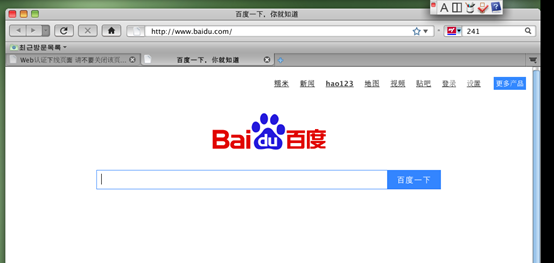 百度一下，你就知道
A
http://www.baidu.com/
241
최근방문목록
Web认证下线页面 请不要关闭该页...
百度一下，你就知道
糯米 新闻 hao123 地图 视频 贴吧 登录 设置 更多产品
Bai du 百度
百度一下